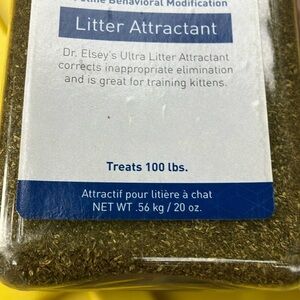 Feline Behavioral Modification
Litter Attractant
Dr. Elsey's Ultra Litter Attractant
corrects inappropriate elimination
and is great for training kittens.
Treats 100 lbs.
Attractif pour litière à chat
NET WT .56 kg / 20 oz.